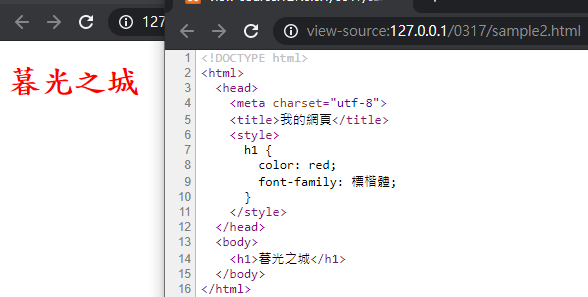 127
暮光之城
view-source:127.0.0.1/0317/sample2.html
1 <!DOCTYPE html>
2 <html>
3 <head>
4 <meta charset="utf-8">
5 <title>我的網頁</title>
6 <style>
7 h1 {
8 color: red;
9 font-family: 標楷體;
10 }
11 </style>
12 </head>
13 <body>
14 <h1>暮光之城</h1>
15 </body>
16 </html>